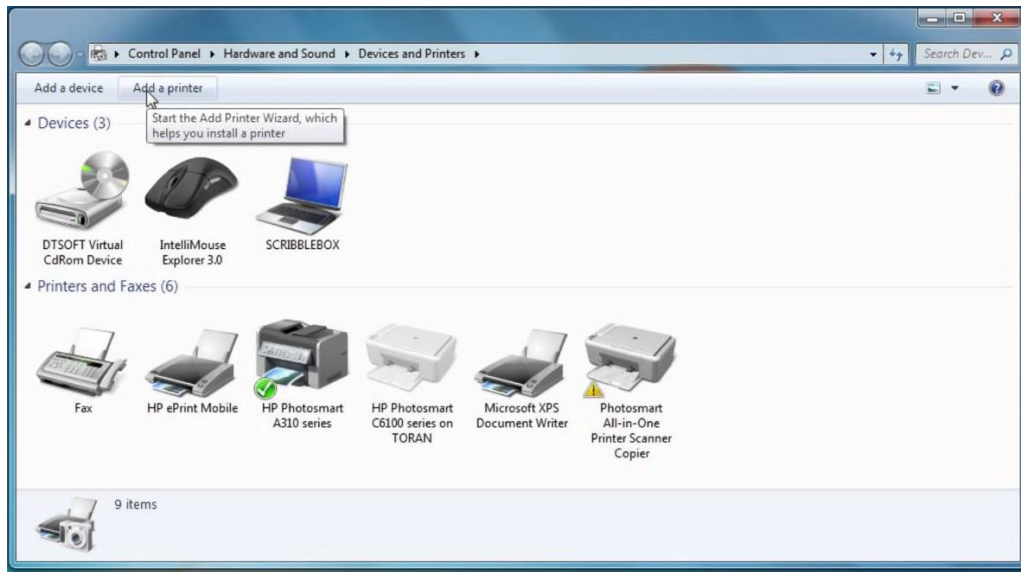 Control Panel ▸ Hardware and Sound ▸ Devices and Printers ▸
Search Dev...
Add a device
Add a printer
Start the Add Printer Wizard, which
helps you install a printer
Devices (3)
DTSOFT Virtual
CdRom Device
IntelliMouse
Explorer 3.0
SCRIBBLEBOX
Printers and Faxes (6)
Fax
HP ePrint Mobile
HP Photosmart
A310 series
HP Photosmart
C6100 series on
TORAN
Microsoft XPS
Document Writer
Photosmart
All-in-One
Printer Scanner
Copier
9 items